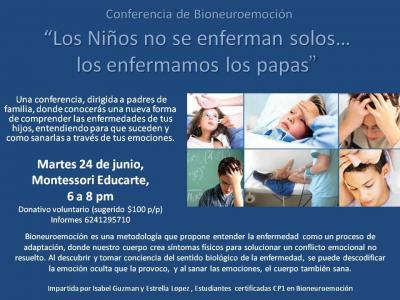 Conferencia de Bioneuroemoción
“Los Niños no se enferman solos...
los enfermamos los papas”
Una conferencia, dirigida a padres de
familia, donde conocerás una nueva forma
de comprender las enfermedades de tus
hijos, entendiendo para que suceden y
como sanarlas a través de tus emociones.
Martes 24 de junio,
Montessori Educarte,
6 a 8 pm
Donativo voluntario (sugerido $100 p/p)
Informes 6241295710
Bioneuroemoción es una metodología que propone entender la enfermedad como un proceso de
adaptación, donde nuestro cuerpo crea síntomas físicos para solucionar un conflicto emocional no
resuelto. Al descubrir y tomar conciencia del sentido biológico de la enfermedad, se puede descodificar
la emoción oculta que la provoca, y al sanar las emociones, el cuerpo también sana.
Impartida por Isabel Guzman y Estrella Lopez , Estudiantes certificadas CP1 en Bioneuroemoción